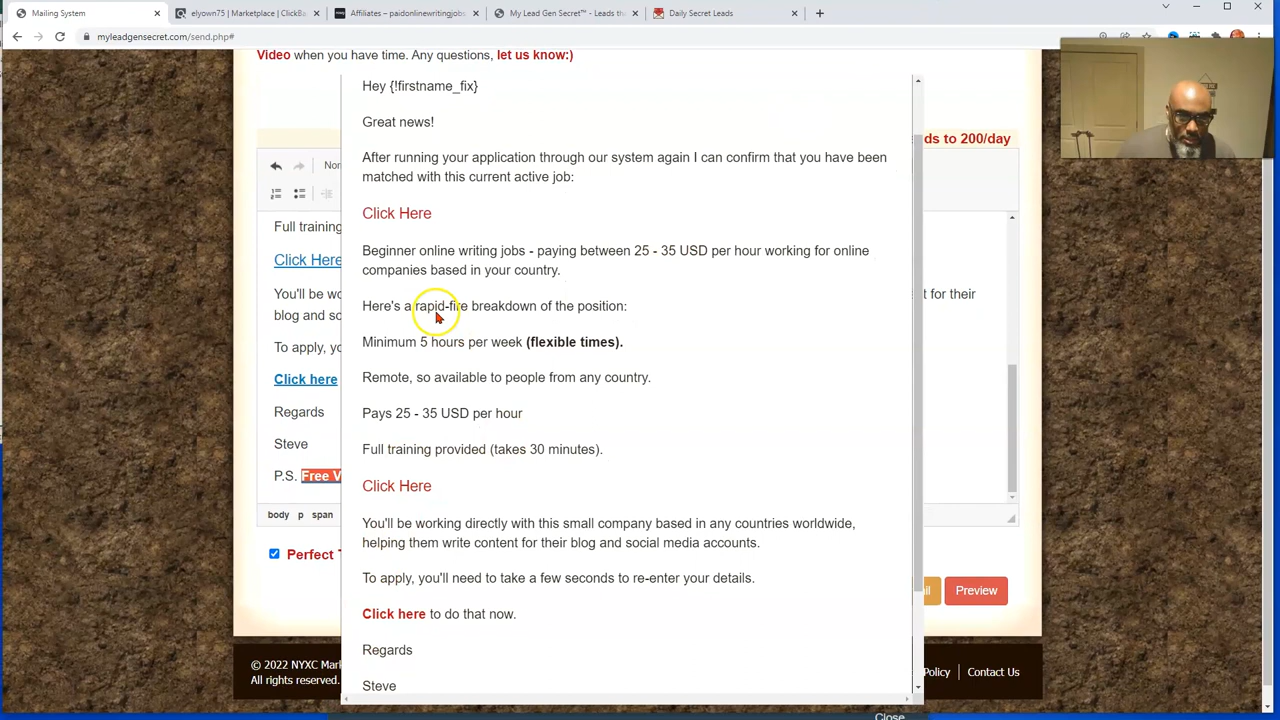 Mailing System
elyown75 | Marketplace | ClickBa
Affiliates – paidonlinewritingjobs.
My Lead Gen Secret™ - Leads tha
Daily Secret Leads
myleadgensecret.com/send.php#
Video when you have time. Any questions, let us know:)
Hey {!firstname_fix}
Great news!
ds to 200/day
After running your application through our system again I can confirm that you have been
matched with this current active job:
Click Here
Full training
Beginner online writing jobs - paying between 25 - 35 USD per hour working for online
Click Here
companies based in your country.
You'll be wo
t for their
blog and so
Here's a rapid-fire breakdown of the position:
Minimum 5 hours per week (flexible times).
To apply, yo
Click here
Remote, so available to people from any country.
Regards
Pays 25 - 35 USD per hour
Steve
Full training provided (takes 30 minutes).
P.S. Free V
Click Here
body p span
You'll be working directly with this small company based in any countries worldwide,
helping them write content for their blog and social media accounts.
Perfect T
To apply, you'll need to take a few seconds to re-enter your details.
il
Preview
Click here to do that now.
Regards
© 2022 NYXC Mark
All rights reserved.
Policy | Contact Us
Steve
Close